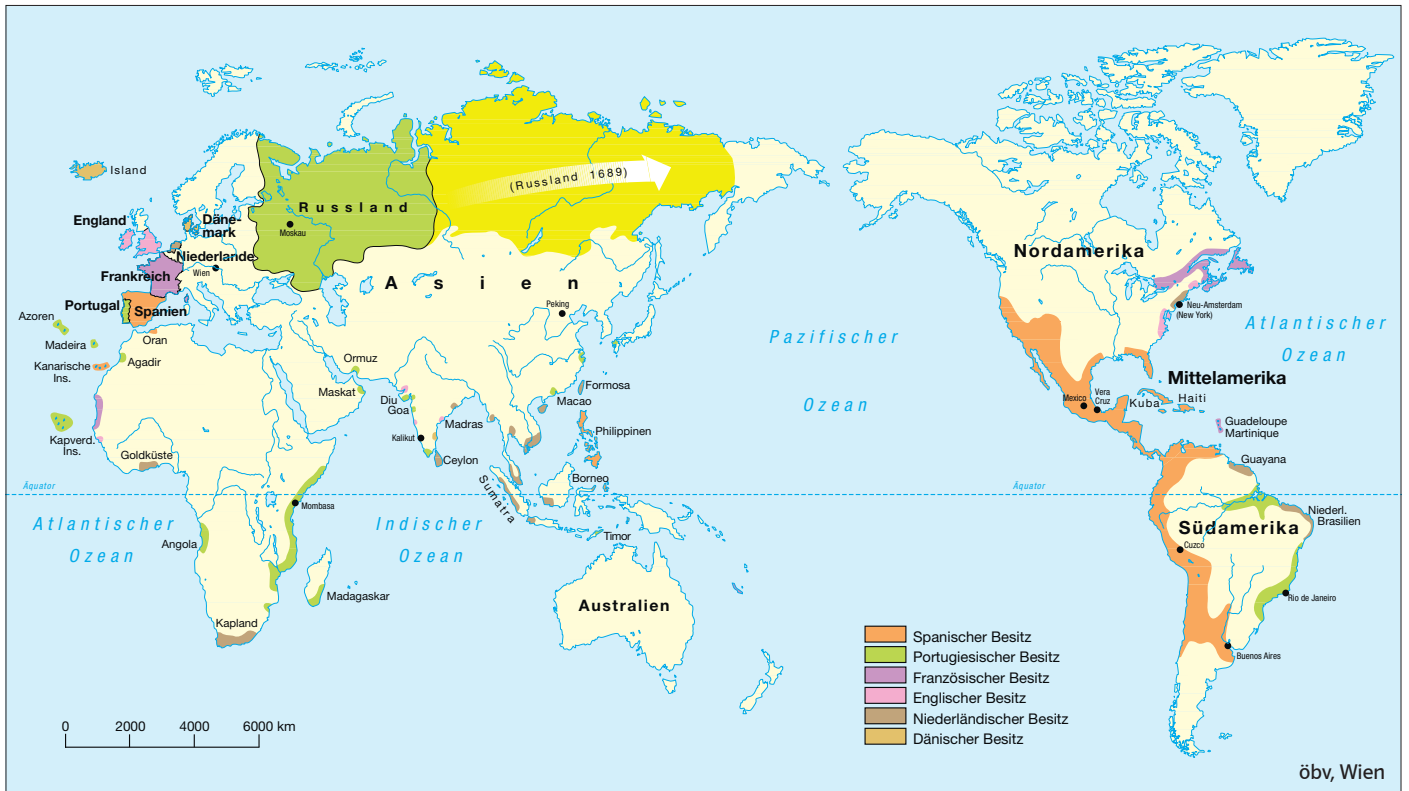 Island
England
Däne-
mark
Russland
Moskau
(Russland 1689)
Niederlande
Wien
Frankreich
Portugal
Spanien
Asien
Peking
Azoren
Madeira
Kanarische
Ins.
Oran
Agadir
Kapverd.
Ins.
Goldküste
Ormuz
Maskat
Diu
Goa
Kalikut
Madras
Ceylon
Formosa
Macao
Philippinen
Borneo
Sumatra
Timor
Äquator
Mombasa
Angola
Madagaskar
Kapland
Atlantischer
Ozean
Indischer
Ozean
Australien
Pazifischer
Ozean
Nordamerika
Neu-Amsterdam
(New York)
Atlantischer
Ozean
Mittelamerika
Mexico
Vera
Cruz
Kuba
Haiti
Guadeloupe
Martinique
Guayana
Äquator
Niederl.
Brasilien
Südamerika
Cuzco
Rio de Janeiro
Buenos Aires
Spanischer Besitz
Portugiesischer Besitz
Französischer Besitz
Englischer Besitz
Niederländischer Besitz
Dänischer Besitz
0 2000 4000 6000 km
öbv, Wien